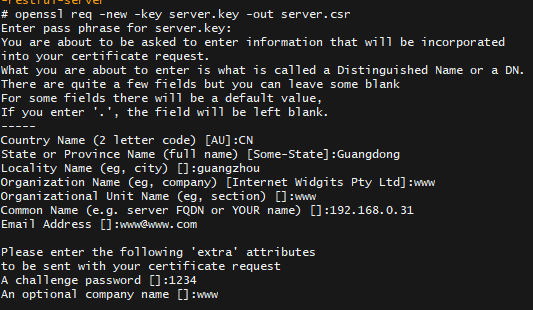 -restful-server
# openssl req -new -key server.key -out server.csr
Enter pass phrase for server.key:
You are about to be asked to enter information that will be incorporated
into your certificate request.
What you are about to enter is what is called a Distinguished Name or a DN.
There are quite a few fields but you can leave some blank
For some fields there will be a default value,
If you enter '.', the field will be left blank.
-----
Country Name (2 letter code) [AU]:CN
State or Province Name (full name) [Some-State]:Guangdong
Locality Name (eg, city) []:guangzhou
Organization Name (eg, company) [Internet Widgits Pty Ltd]:www
Organizational Unit Name (eg, section) []:www
Common Name (e.g. server FQDN or YOUR name) []:192.168.0.31
Email Address []:www@www.com

Please enter the following 'extra' attributes
to be sent with your certificate request
A challenge password []:1234
An optional company name []:www